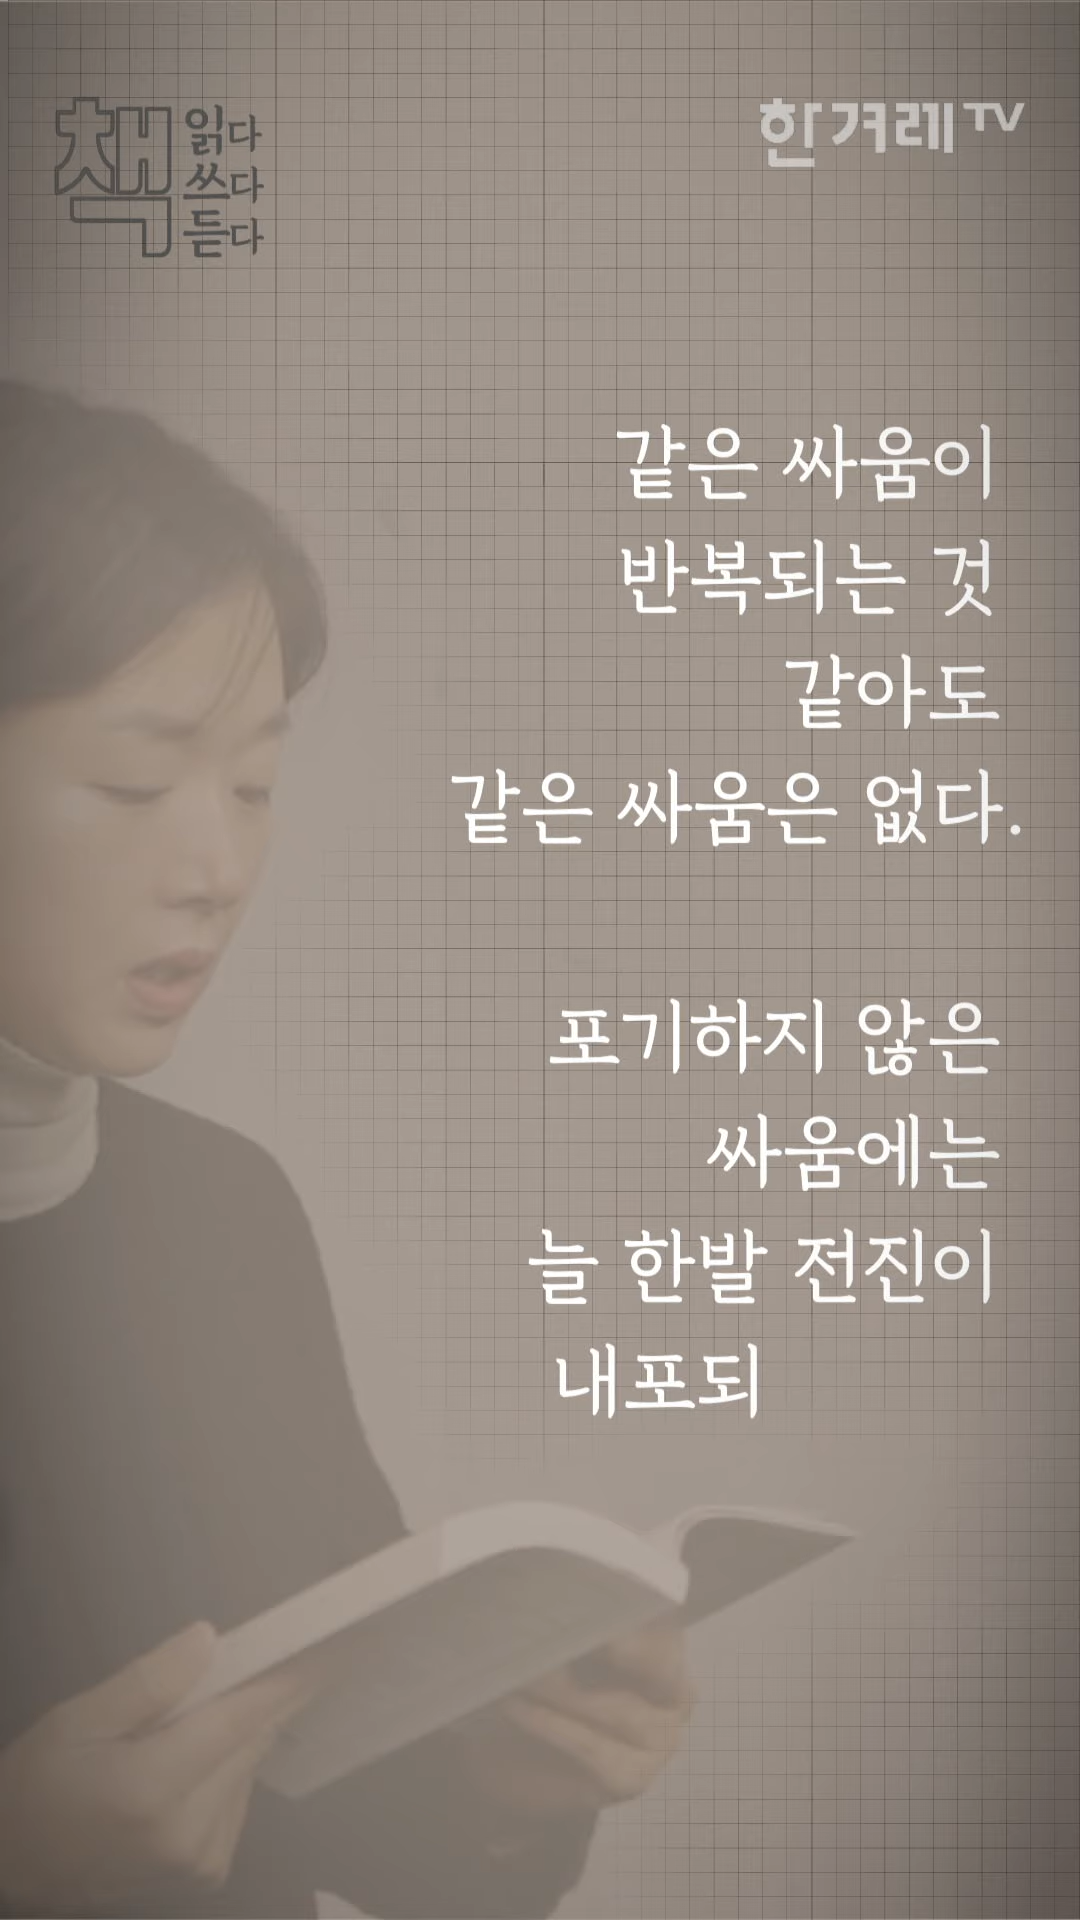 책
읽다
쓰다
듣다
한겨레TV
같은 싸움이
반복되는 것
같아도
같은 싸움은 없다.
포기하지 않은
싸움에는
늘 한발 전진이
내포되